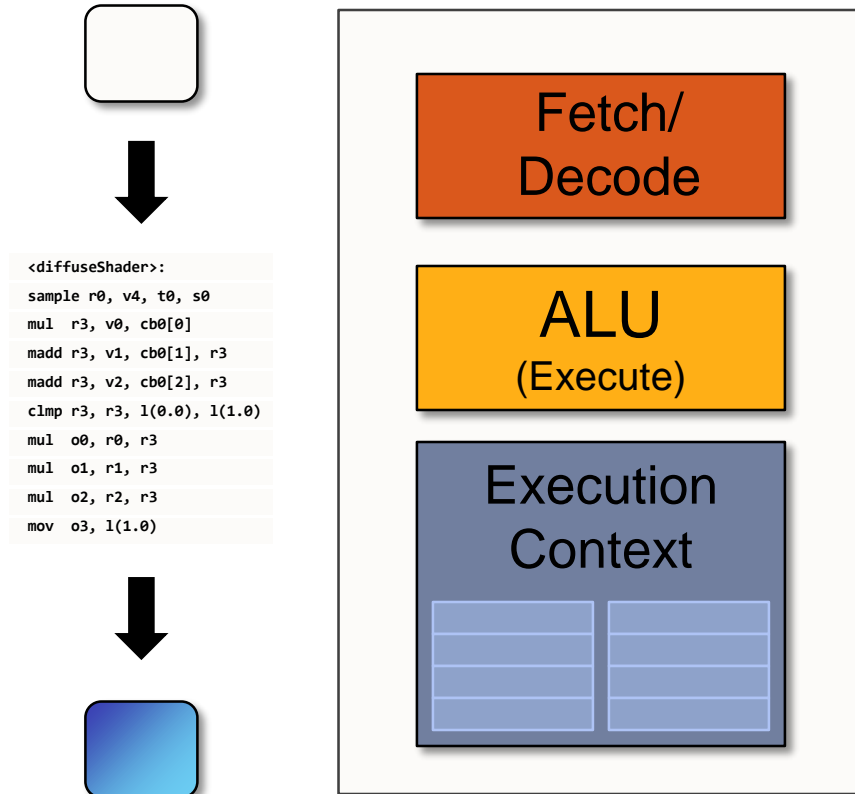 <diffuseShader>:
sample r0, v4, t0, s0
mul  r3, v0, cb0[0]
madd r3, v1, cb0[1], r3
madd r3, v2, cb0[2], r3
clmp r3, r3, l(0.0), l(1.0)
mul  o0, r0, r3
mul  o1, r1, r3
mul  o2, r2, r3
mov  o3, l(1.0)
Fetch/
Decode
ALU
(Execute)
Execution
Context